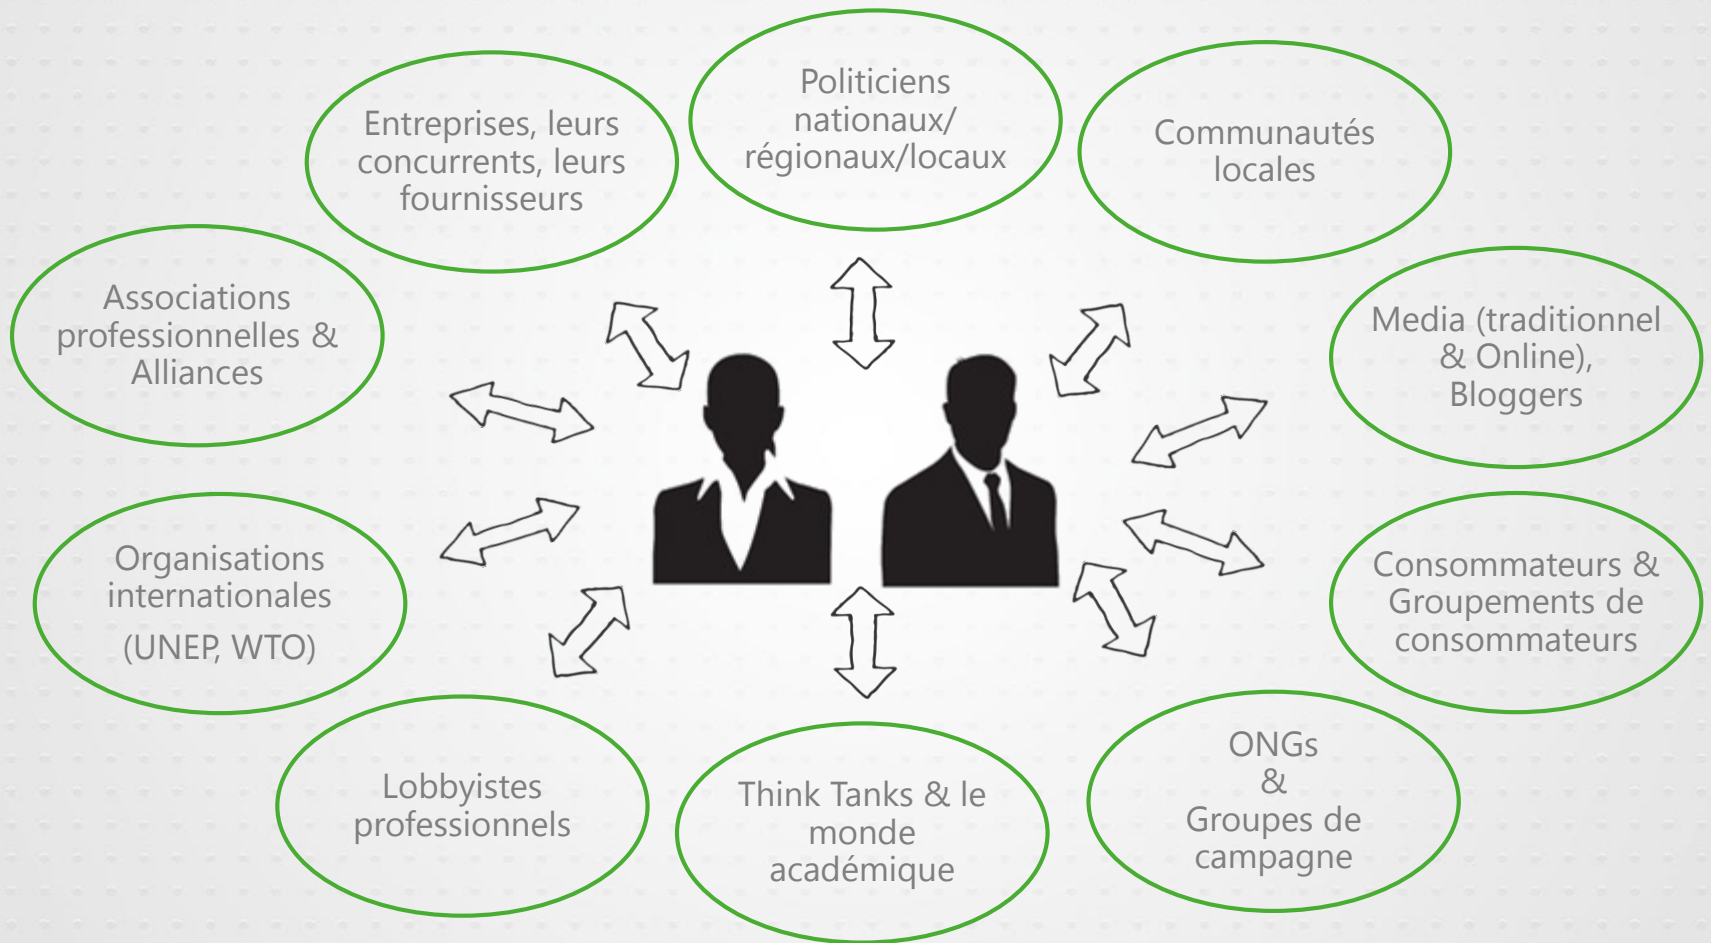 Politiciens
nationaux/
régionaux/locaux
Entreprises, leurs
concurrents, leurs
fournisseurs
Communautés
locales
Associations
professionnelles &
Alliances
Media (traditionnel
& Online),
Bloggers
Organisations
internationales
(UNEP, WTO)
Consommateurs &
Groupements de
consommateurs
Lobbyistes
professionnels
Think Tanks & le
monde
académique
ONGs
&
Groupes de
campagne